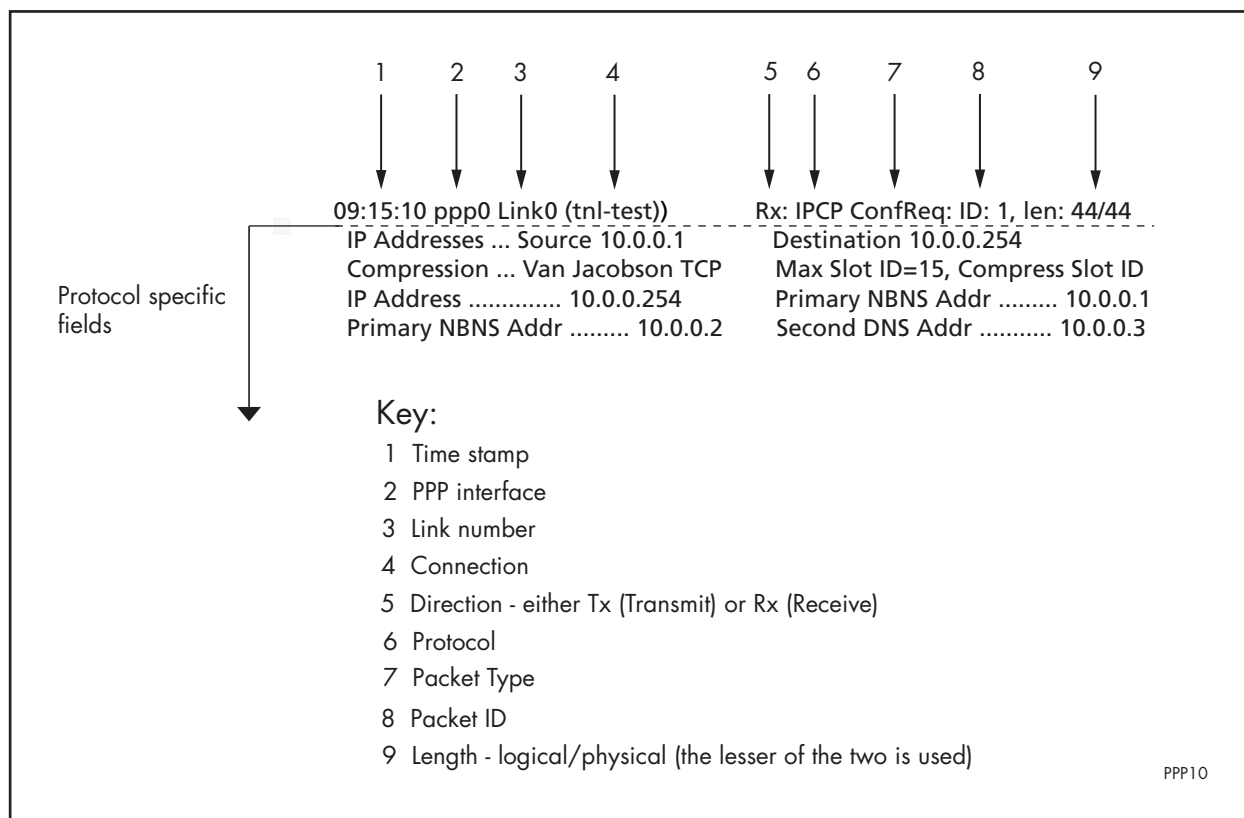 1 2 3 4 5 6 7 8 9
09:15:10 ppp0 Link0 (tnl-test)) Rx: IPCP ConfReq: ID: 1, len: 44/44
IP Addresses ... Source 10.0.0.1 Destination 10.0.0.254
Compression ... Van Jacobson TCP Max Slot ID=15, Compress Slot ID
IP Address .............. 10.0.0.254 Primary NBNS Addr ......... 10.0.0.1
Primary NBNS Addr ......... 10.0.0.2 Second DNS Addr ........... 10.0.0.3
Protocol specific
fields
Key:
1 Time stamp
2 PPP interface
3 Link number
4 Connection
5 Direction - either Tx (Transmit) or Rx (Receive)
6 Protocol
7 Packet Type
8 Packet ID
9 Length - logical/physical (the lesser of the two is used)
PPP10